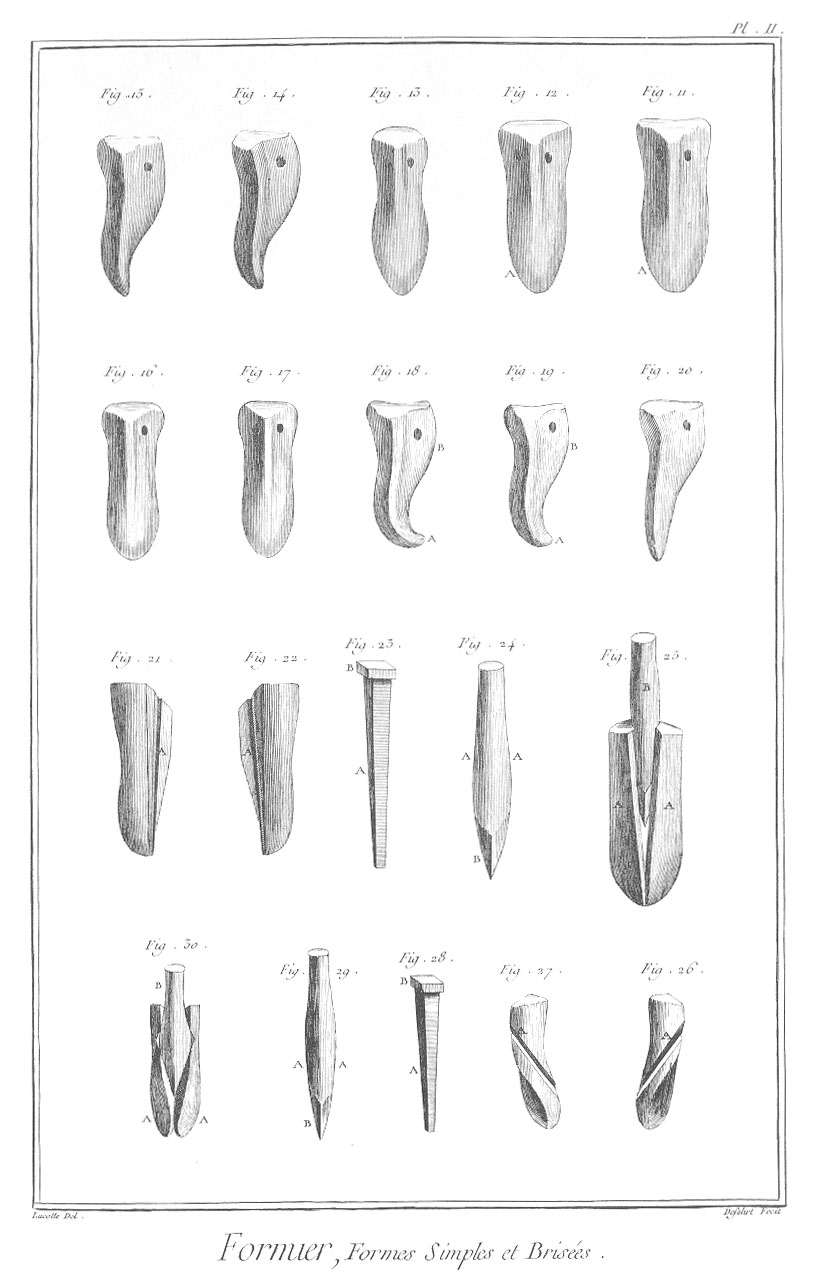 Pl. II.
Fig. 15. Fig. 14. Fig. 13. Fig. 12. Fig. 11.
A A
Fig. 16. Fig. 17. Fig. 18. Fig. 19. Fig. 20.
B B
A A
Fig. 21. Fig. 22. Fig. 23. Fig. 24. Fig. 25.
B B
A A A A A
A A
B
Fig. 30. Fig. 29. Fig. 28. Fig. 27. Fig. 26.
B B
A A
A A A
A A B
Lucotte Del. Defehrt Fecit
Formier, Formes Simples et Brisées.